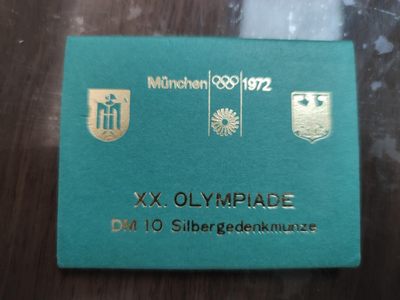 München 1972
XX. OLYMPIADE
DM 10 Silbergedenkmünze